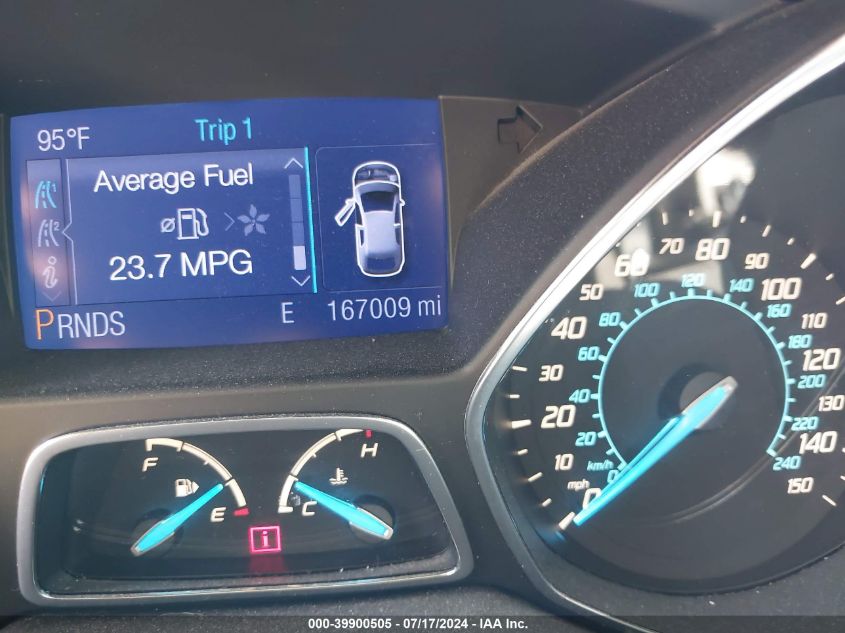 95°F
Trip 1
Average Fuel
1
2
i
23.7 MPG
PRNDS
E
167009 mi
F
E
i
H
C
mph
0
10
20
30
40
50
60
70
80
90
100
110
120
130
140
150
km/h
0
20
40
60
80
100
120
140
160
180
200
220
240
000-39900505 / 07/17/2024 - IAA Inc.